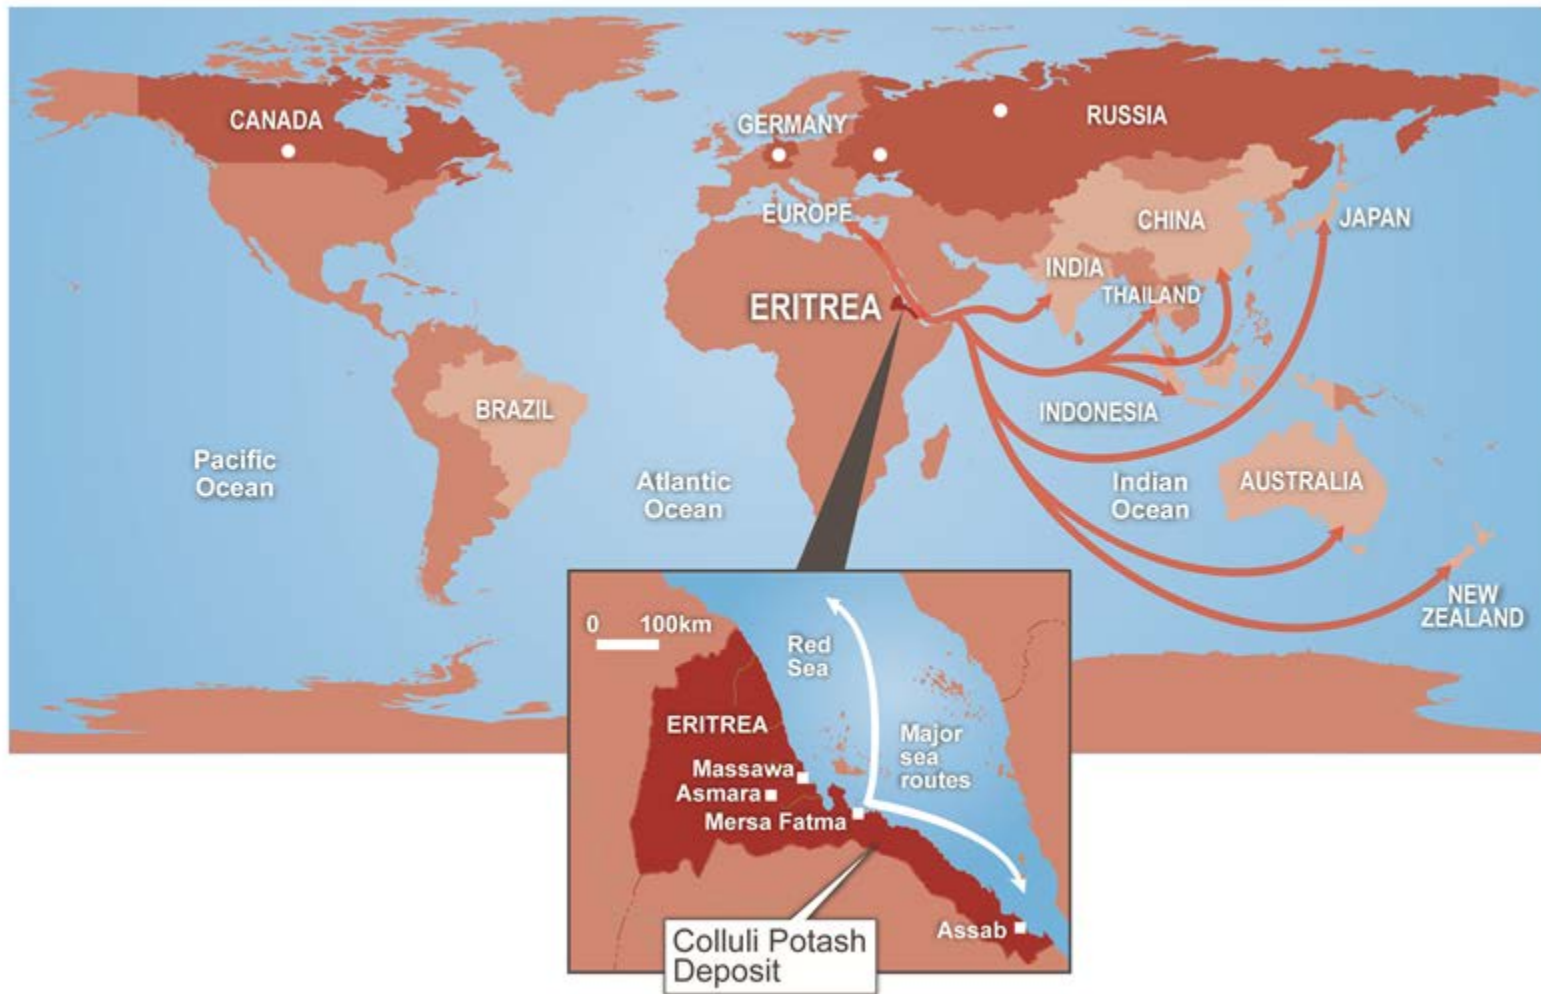 CANADA
GERMANY
RUSSIA
EUROPE
CHINA
JAPAN
INDIA
THAILAND
ERITREA
BRAZIL
INDONESIA
Pacific
Ocean
Atlantic
Ocean
Indian
Ocean
AUSTRALIA
NEW
ZEALAND
0 100km
Red
Sea
ERITREA
Major
sea
routes
Massawa
Asmara
Mersa Fatma
Assab
Colluli Potash
Deposit